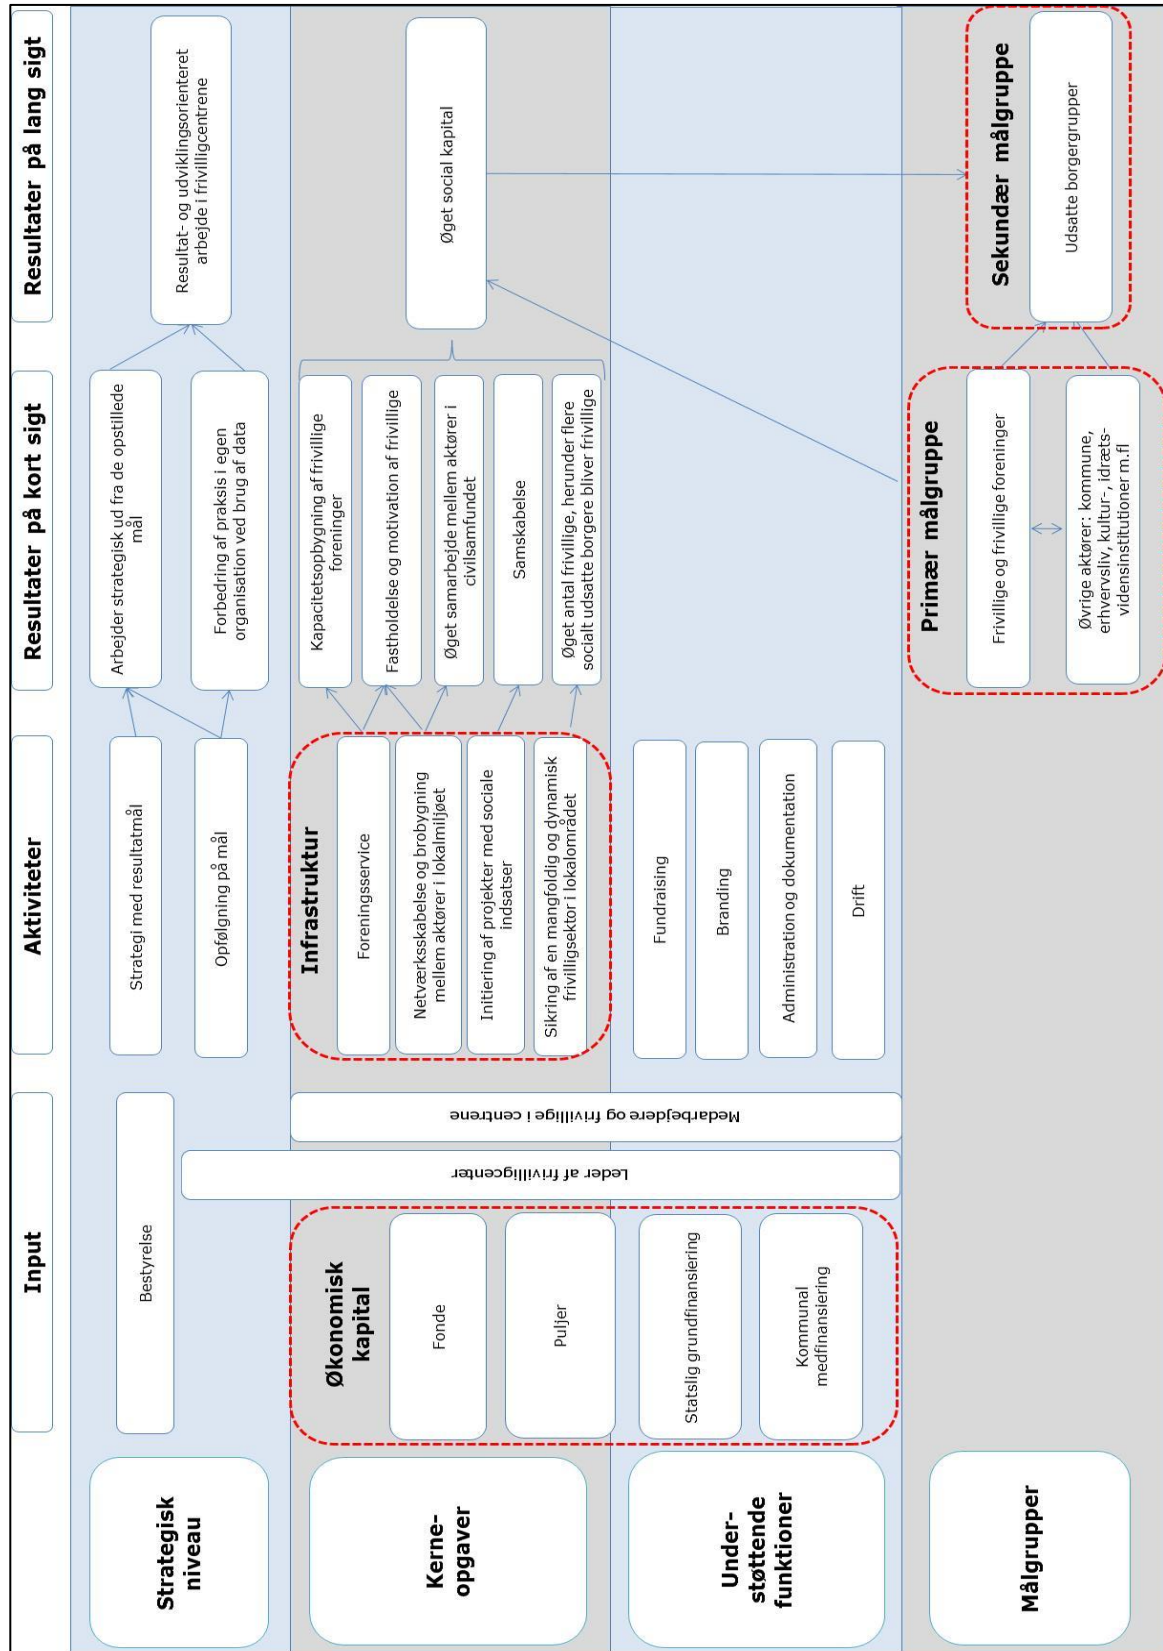 Input
Aktiviteter
Resultater på kort sigt
Resultater på lang sigt
Strategisk
niveau
Bestyrelse
Strategi med resultatmål
Opfølgning på mål
Arbejder strategisk ud fra de opstillede
mål
Forbedring af praksis i egen
organisation ved brug af data
Resultat- og udviklingsorienteret
arbejde i frivilligcentrene
Kerne-
opgaver
Økonomisk
kapital
Fonde
Puljer
Statslig grundfinansiering
Kommunal
medfinansiering
Leder af frivilligcenter
Medarbejdere og frivillige i centrene
Infrastruktur
Foreningsservice
Netværksskabelse og brobygning
mellem aktører i lokalmiljøet
Initiering af projekter med sociale
indsatser
Sikring af en mangfoldig og dynamisk
frivilligsektor i lokalområdet
Kapacitetsopbygning af frivillige
foreninger
Fastholdelse og motivation af frivillige
Øget samarbejde mellem aktører i
civilsamfundet
Samskabelse
Øget antal frivillige, herunder flere
socialt udsatte borgere bliver frivillige
Øget social kapital
Under-
støttende
funktioner
Fundraising
Branding
Administration og dokumentation
Drift
Målgrupper
Primær målgruppe
Frivillige og frivillige foreninger
Øvrige aktører: kommune,
erhvervsliv, kultur-, idræts-
vidensinstitutioner m.fl
Sekundær målgruppe
Udsatte borgergrupper